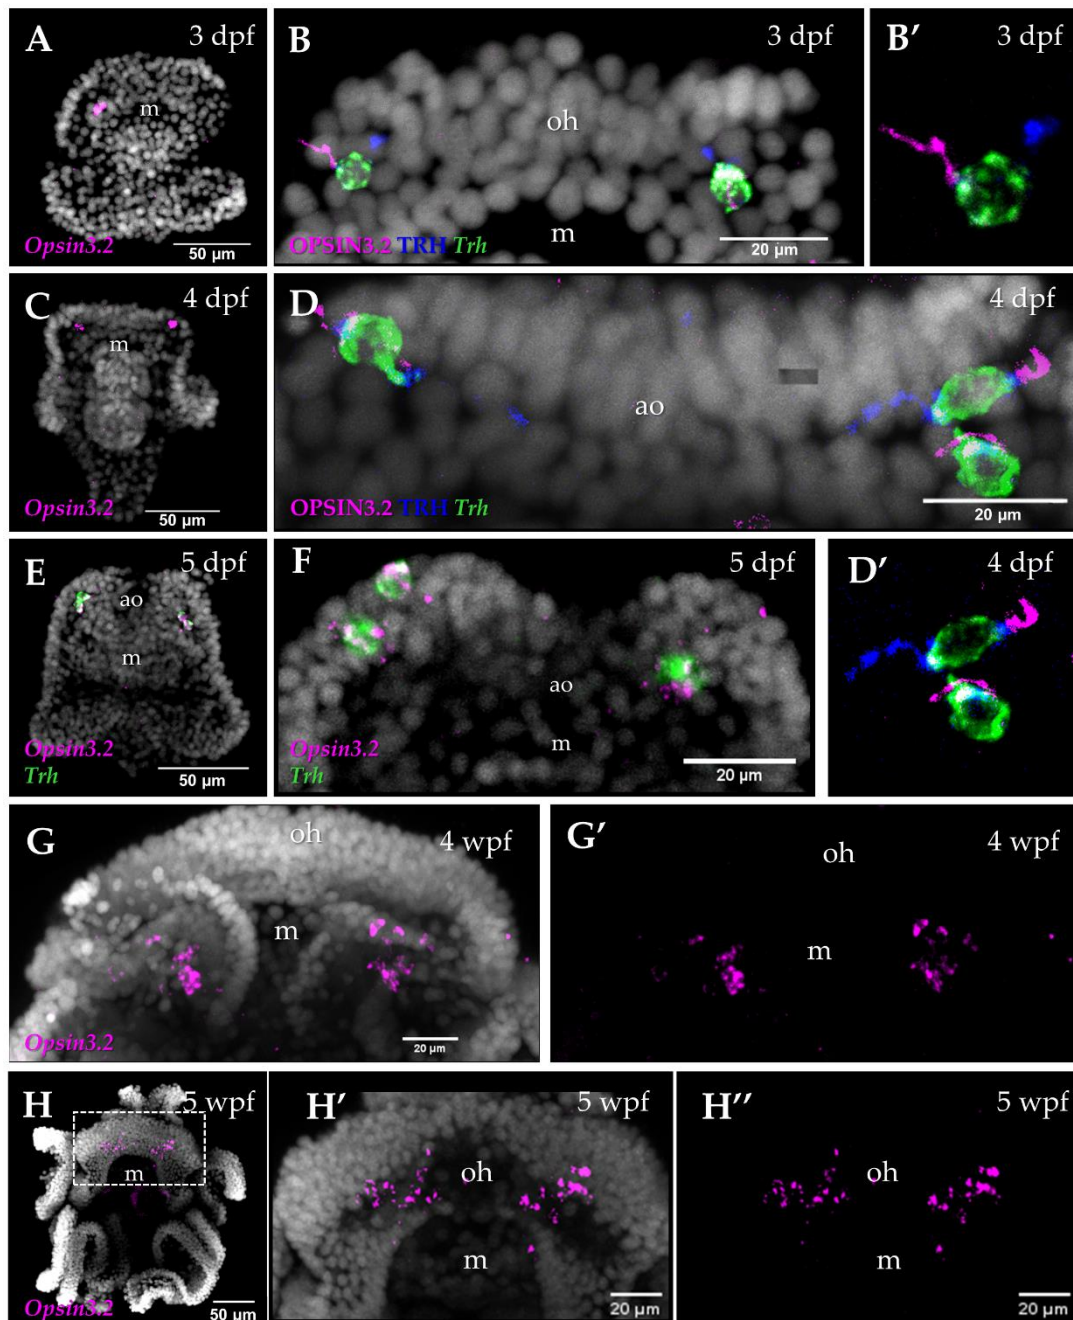 A 3 dpf
m
Opsin3.2
50 µm
B 3 dpf
oh
m
OPSIN3.2 TRH Trh
20 µm
B′ 3 dpf
C 4 dpf
m
Opsin3.2
50 µm
D 4 dpf
ao
OPSIN3.2 TRH Trh
20 µm
E 5 dpf
ao
m
Opsin3.2
Trh
50 µm
F 5 dpf
ao
m
Opsin3.2
Trh
20 µm
D′ 4 dpf
G 4 wpf
oh
m
Opsin3.2
20 µm
G′ 4 wpf
oh
m
H 5 wpf
m
Opsin3.2
50 µm
H′ 5 wpf
oh
m
20 µm
H″ 5 wpf
oh
m
20 µm